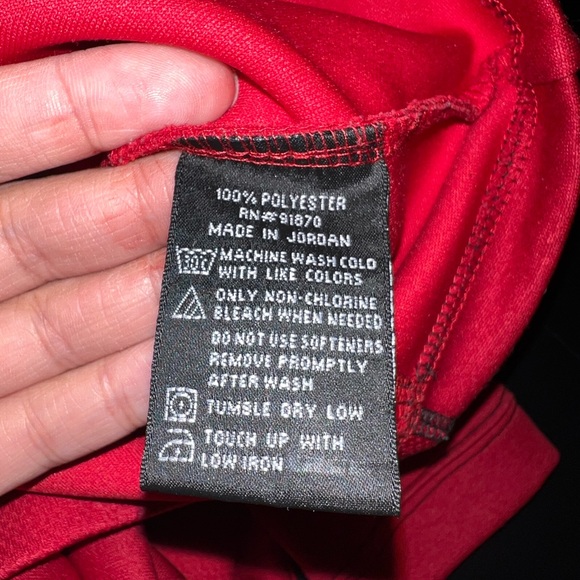 100% POLYESTER
RN# 91870
MADE IN JORDAN
MACHINE WASH COLD
WITH LIKE COLORS
ONLY NON-CHLORINE
BLEACH WHEN NEEDED
DO NOT USE SOFTENERS
REMOVE PROMPTLY
AFTER WASH
TUMBLE DRY LOW
TOUCH UP WITH
LOW IRON